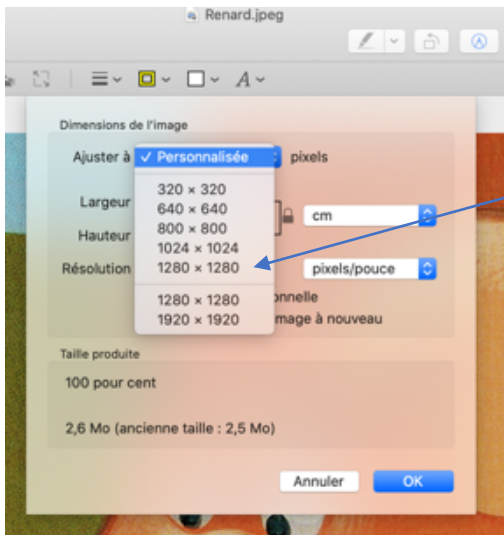 Renard.jpeg
A
Dimensions de l'image
Ajuster à ✓ Personnalisée pixels
320 × 320
Largeur
640 × 640
cm
800 × 800
Hauteur
1024 × 1024
Résolution
1280 × 1280
pixels/pouce
1280 × 1280
onnelle
1920 × 1920
mage à nouveau
Taille produite
100 pour cent
2,6 Mo (ancienne taille : 2,5 Mo)
Annuler OK